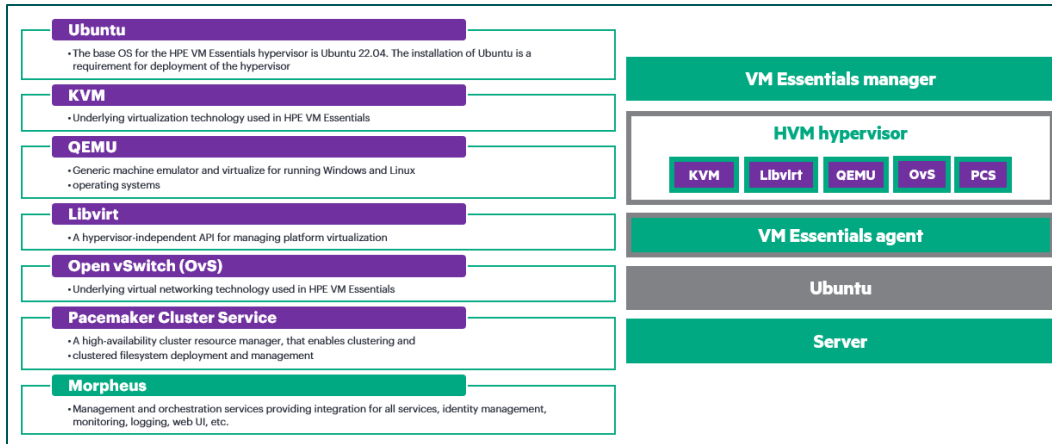 Ubuntu
• The base OS for the HPE VM Essentials hypervisor is Ubuntu 22.04. The installation of Ubuntu is a
requirement for deployment of the hypervisor
KVM
• Underlying virtualization technology used in HPE VM Essentials
QEMU
• Generic machine emulator and virtualize for running Windows and Linux
• operating systems
Libvirt
• A hypervisor-independent API for managing platform virtualization
Open vSwitch (OvS)
• Underlying virtual networking technology used in HPE VM Essentials
Pacemaker Cluster Service
• A high-availability cluster resource manager, that enables clustering and
• clustered filesystem deployment and management
Morpheus
• Management and orchestration services providing integration for all services, identity management,
monitoring, logging, web UI, etc.
VM Essentials manager
HVM hypervisor
KVM Libvirt QEMU OvS PCS
VM Essentials agent
Ubuntu
Server